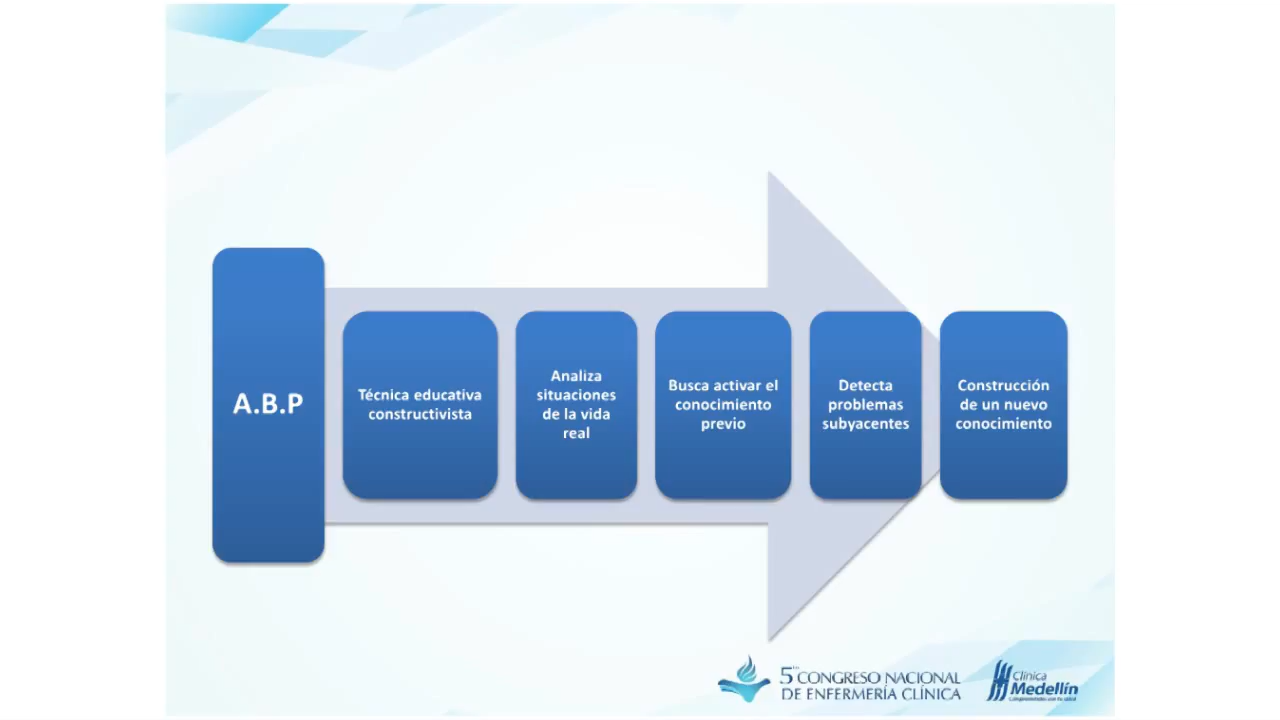 A.B.P
Técnica educativa
constructivista
Analiza
situaciones
de la vida
real
Busca activar el
conocimiento
previo
Detecta
problemas
subyacentes
Construcción
de un nuevo
conocimiento
5to CONGRESO NACIONAL
DE ENFERMERÍA CLÍNICA
Clínica
Medellín